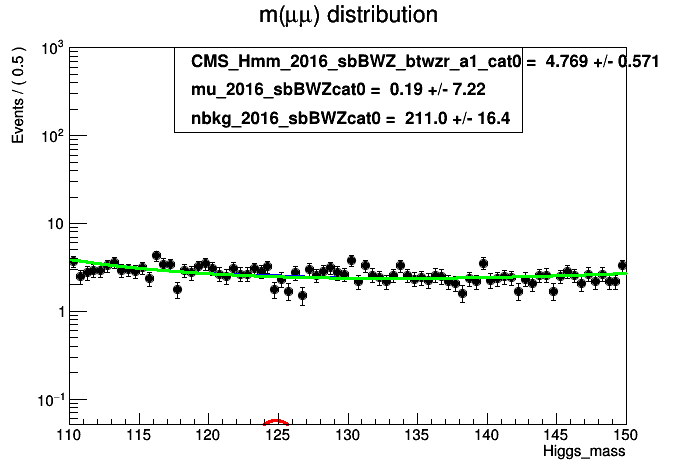 m(μμ) distribution
CMS_Hmm_2016_sbBWZ_btwzr_a1_cat0 = 4.769 +/- 0.571
mu_2016_sbBWZcat0 = 0.19 +/- 7.22
nbkg_2016_sbBWZcat0 = 211.0 +/- 16.4
Events / ( 0.5 )
10³
10²
10
1
10⁻¹
110 115 120 125 130 135 140 145 150
Higgs_mass